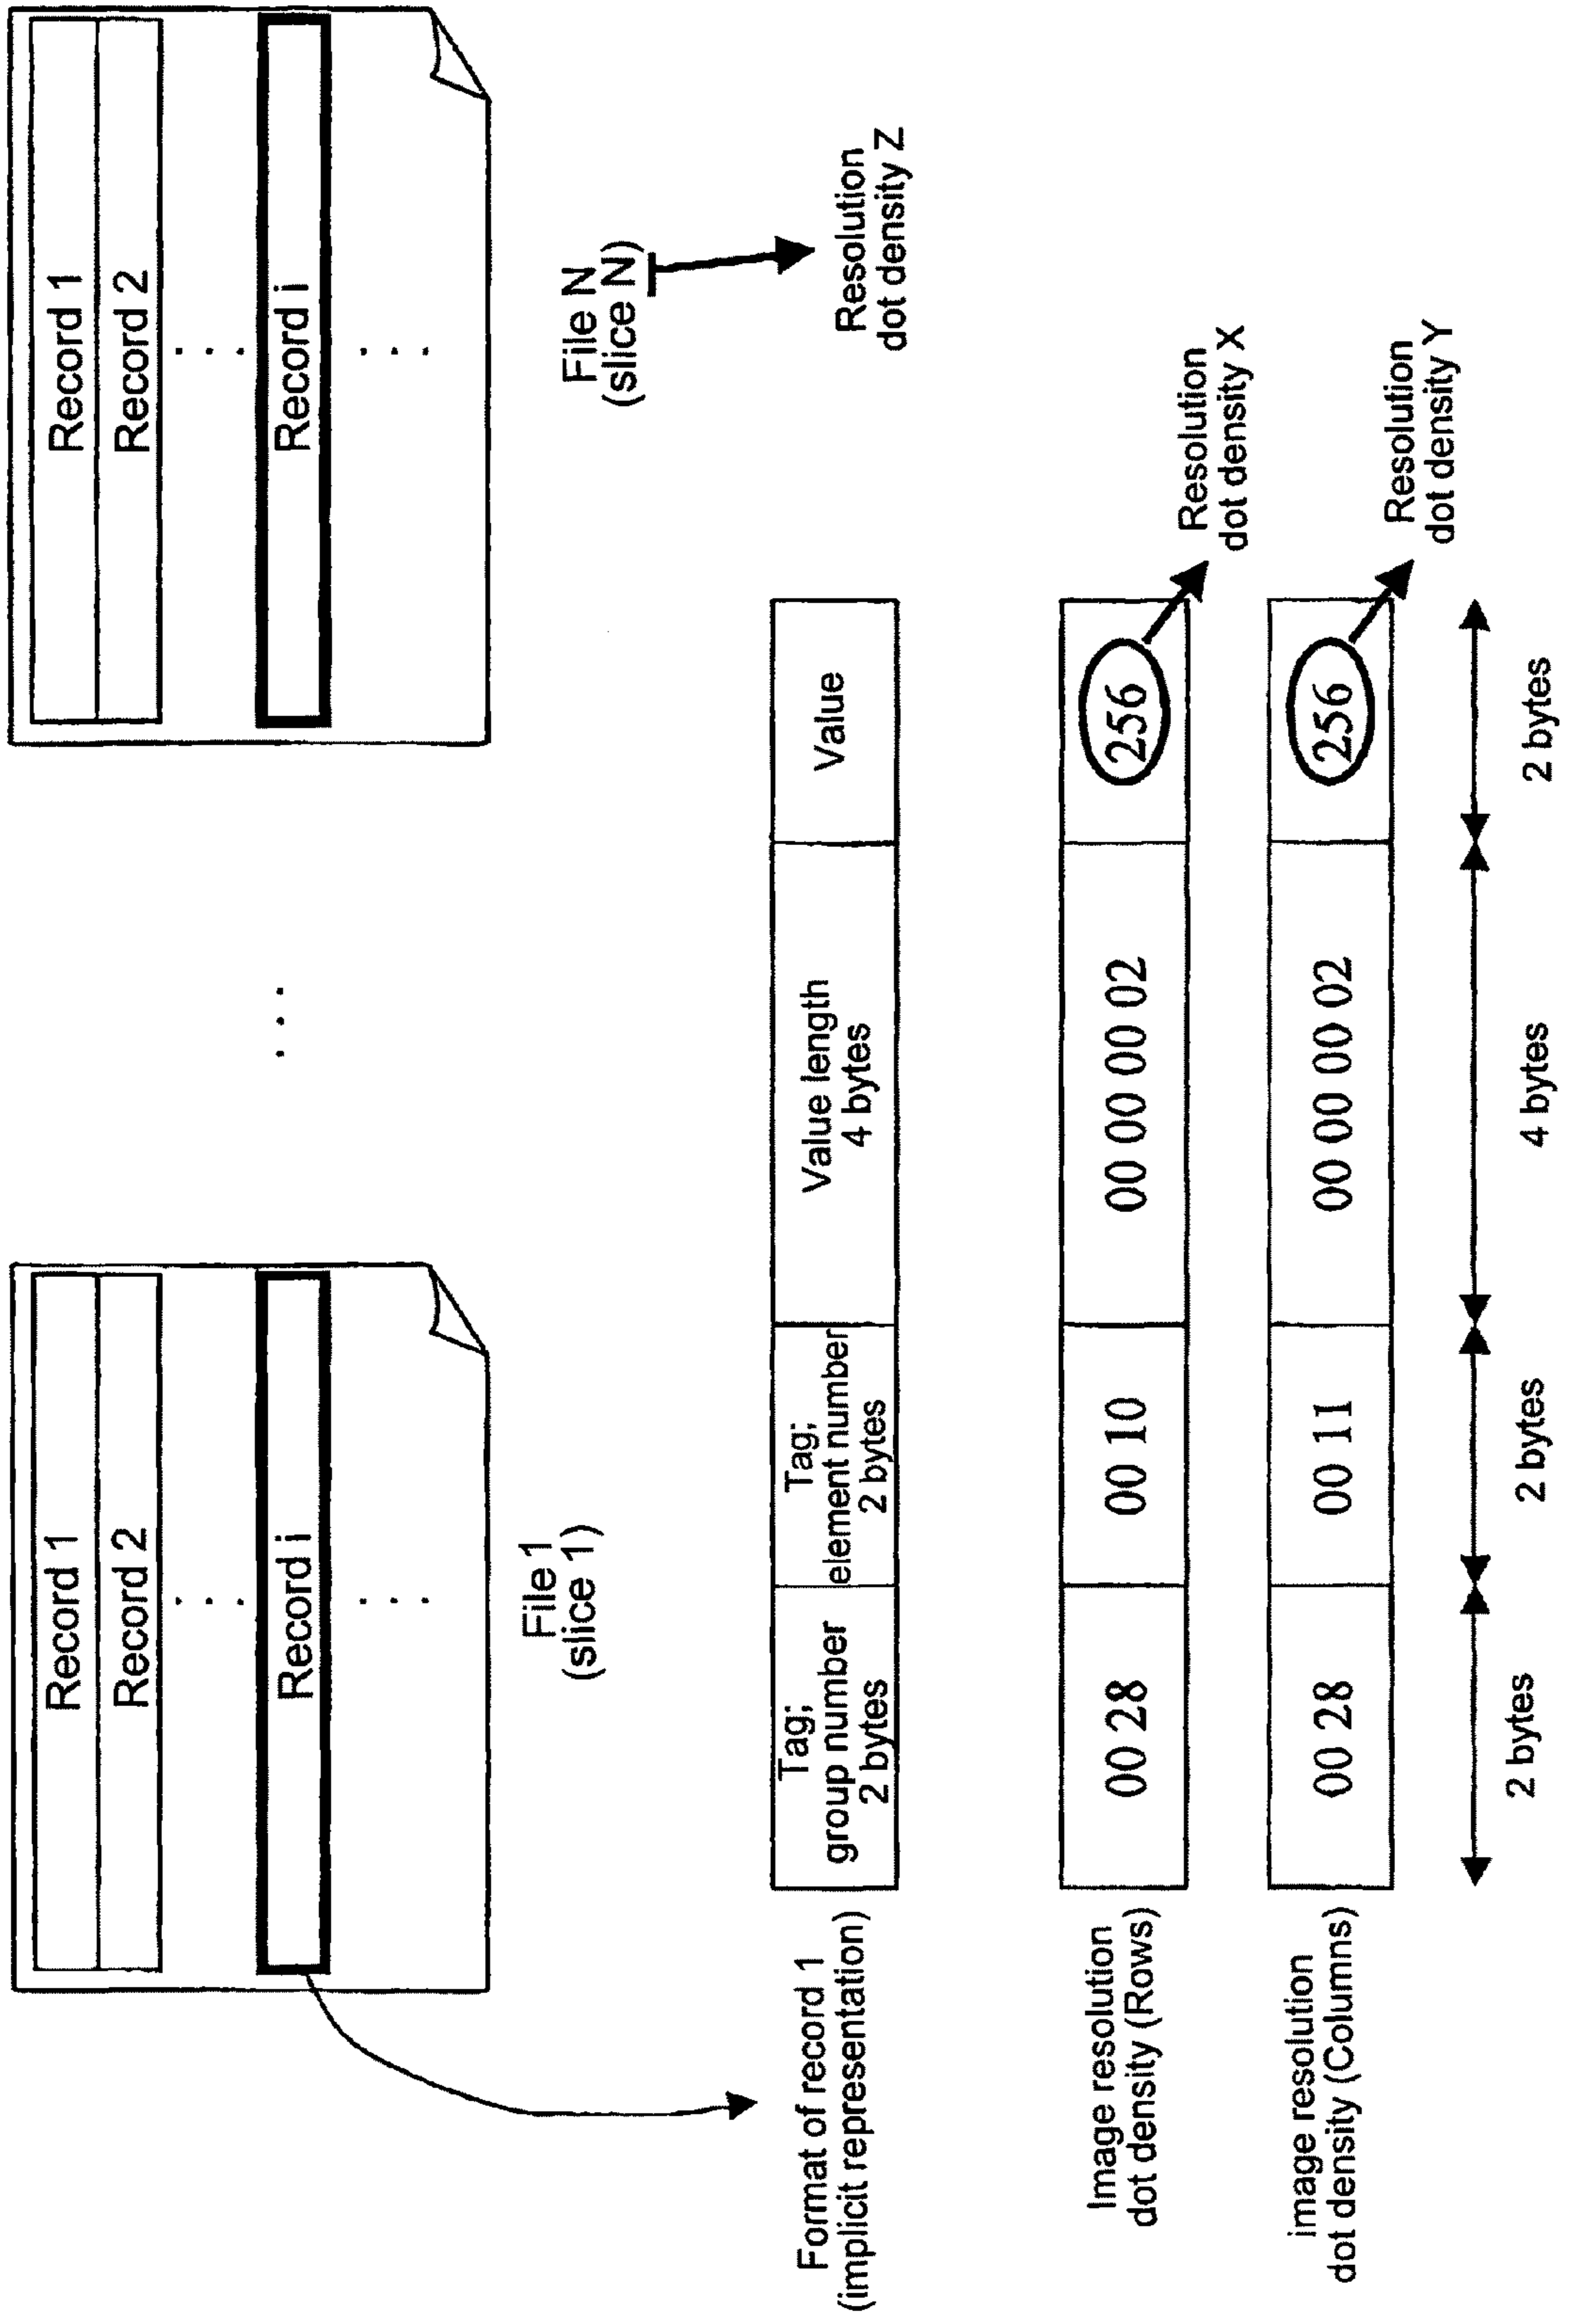 Record 1
Record 2
. . .
Record i
. . .
File 1
(slice 1)
. . .
Record 1
Record 2
. . .
Record i
. . .
File N
(slice N)
Resolution
dot density Z
Format of record 1
(implicit representation)
Tag;
group number
2 bytes
Tag;
element number
2 bytes
Value length
4 bytes
Value
Image resolution
dot density (Rows)
00 28
00 10
00 00 00 02
256
Resolution
dot density X
image resolution
dot density (Columns)
00 28
00 11
00 00 00 02
256
Resolution
dot density Y
2 bytes
2 bytes
4 bytes
2 bytes